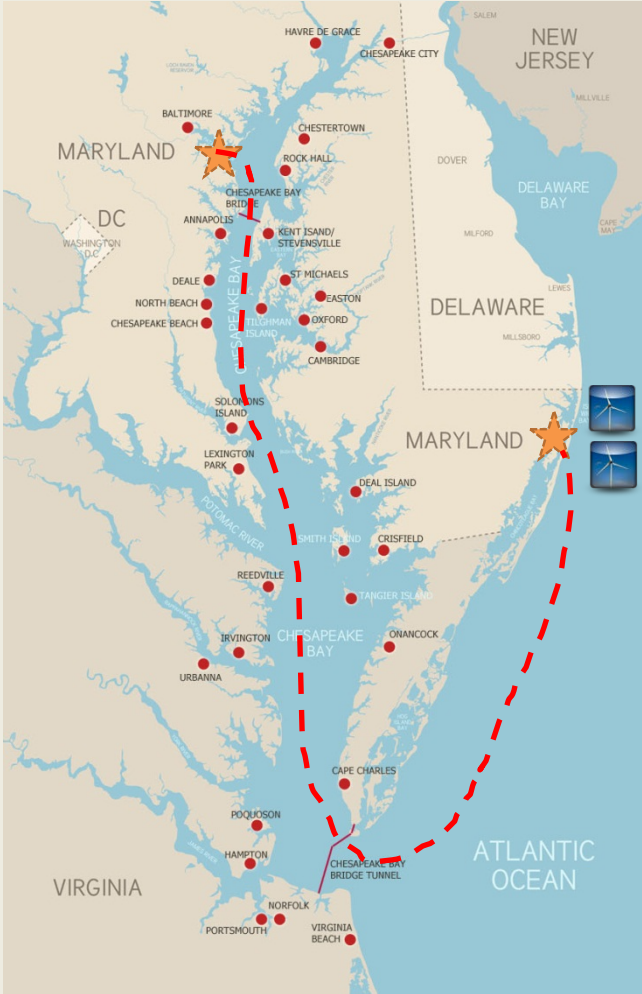 SALEM
HAVRE DE GRACE
NEW
JERSEY
CHESAPEAKE CITY
MILLVILLE
BALTIMORE
CHESTERTOWN
MARYLAND
ROCK HALL
DOVER
DELAWARE
BAY
CHESAPEAKE BAY
BRIDGE
CAPE
MAY
DC
ANNAPOLIS
KENT ISAND/
STEVENSVILLE
MILFORD
WASHINGTON
D.C
CHESAPEAKE BAY
DEALE
ST MICHAELS
EASTON
LEWES
NORTH BEACH
TILGHMAN
ISLAND
DELAWARE
CHESAPEAKE BEACH
OXFORD
MILLSBORO
CAMBRIDGE
SOLOMONS
ISLAND
MARYLAND
LEXINGTON
PARK
DEAL ISLAND
POTOMAC RIVER
SMITH ISLAND
CRISFIELD
REEDVILLE
TANGIER ISLAND
CHESAPEAKE
BAY
IRVINGTON
ONANCOCK
URBANNA
CAPE CHARLES
POQUOSON
JAMES RIVER
HAMPTON
CHESAPEAKE BAY
BRIDGE TUNNEL
ATLANTIC
OCEAN
VIRGINIA
NORFOLK
PORTSMOUTH
VIRGINIA
BEACH